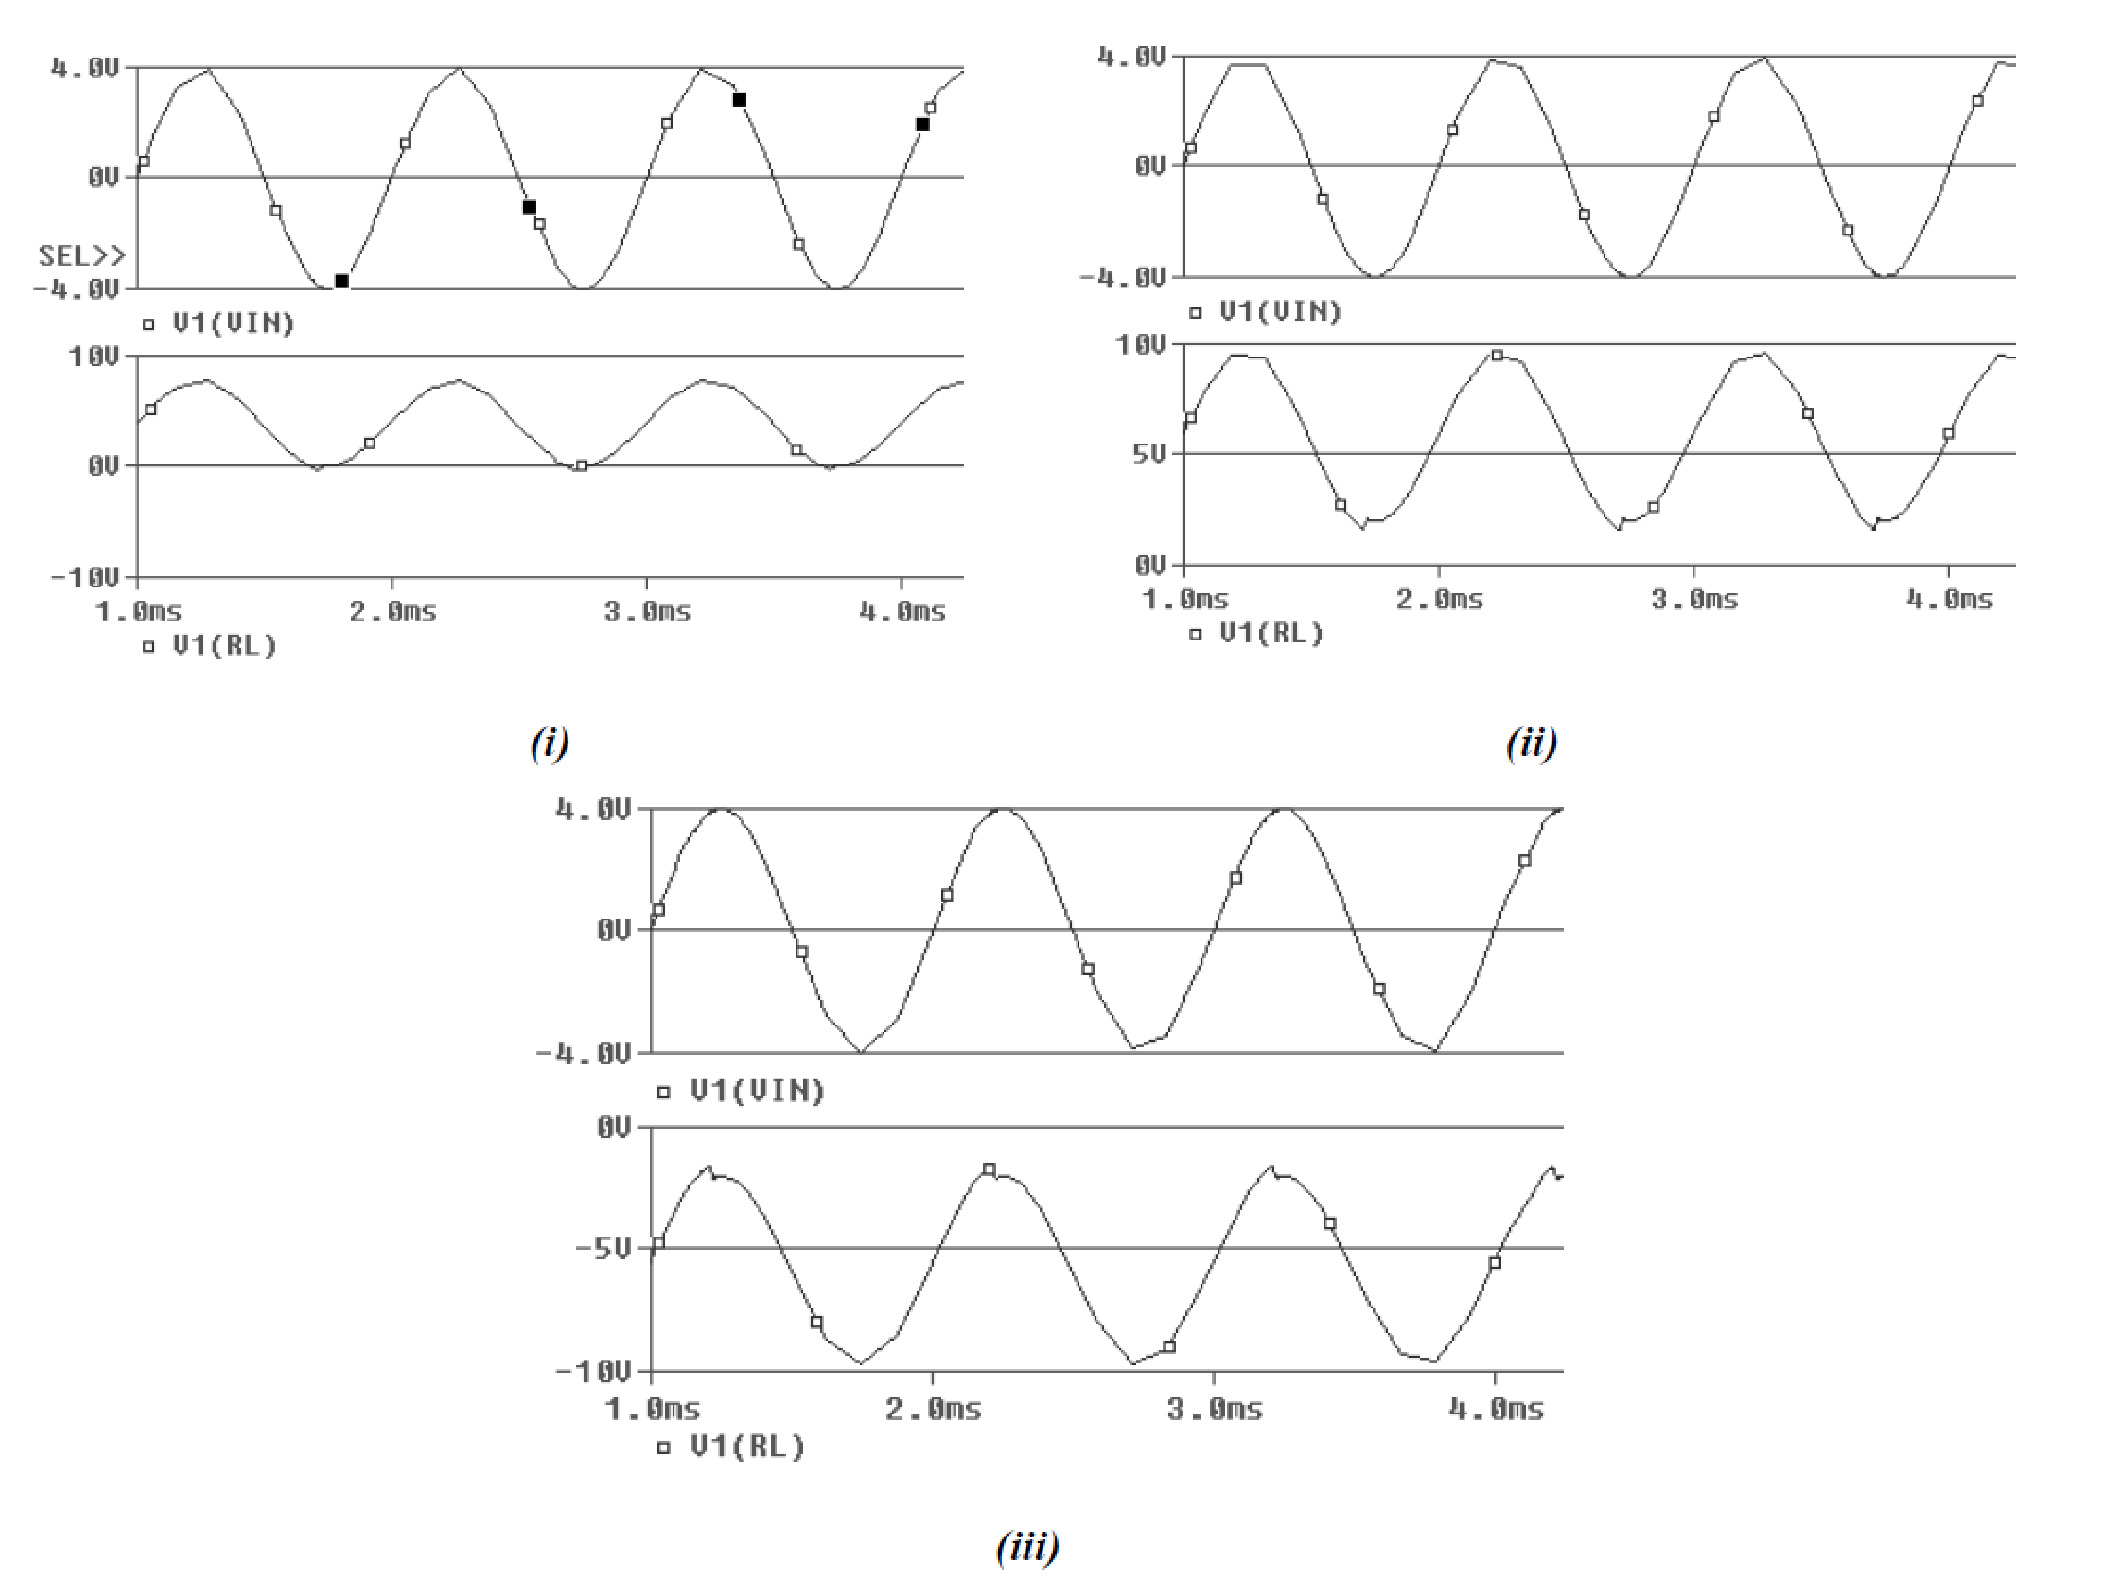 4.0V
0V
SEL>>
-4.0V
V1(VIN)
10V
0V
-10V
1.0ms 2.0ms 3.0ms 4.0ms
V1(RL)
(i)
4.0V
0V
-4.0V
V1(VIN)
10V
5V
0V
1.0ms 2.0ms 3.0ms 4.0ms
V1(RL)
(ii)
4.0V
0V
-4.0V
V1(VIN)
0V
-5V
-10V
1.0ms 2.0ms 3.0ms 4.0ms
V1(RL)
(iii)